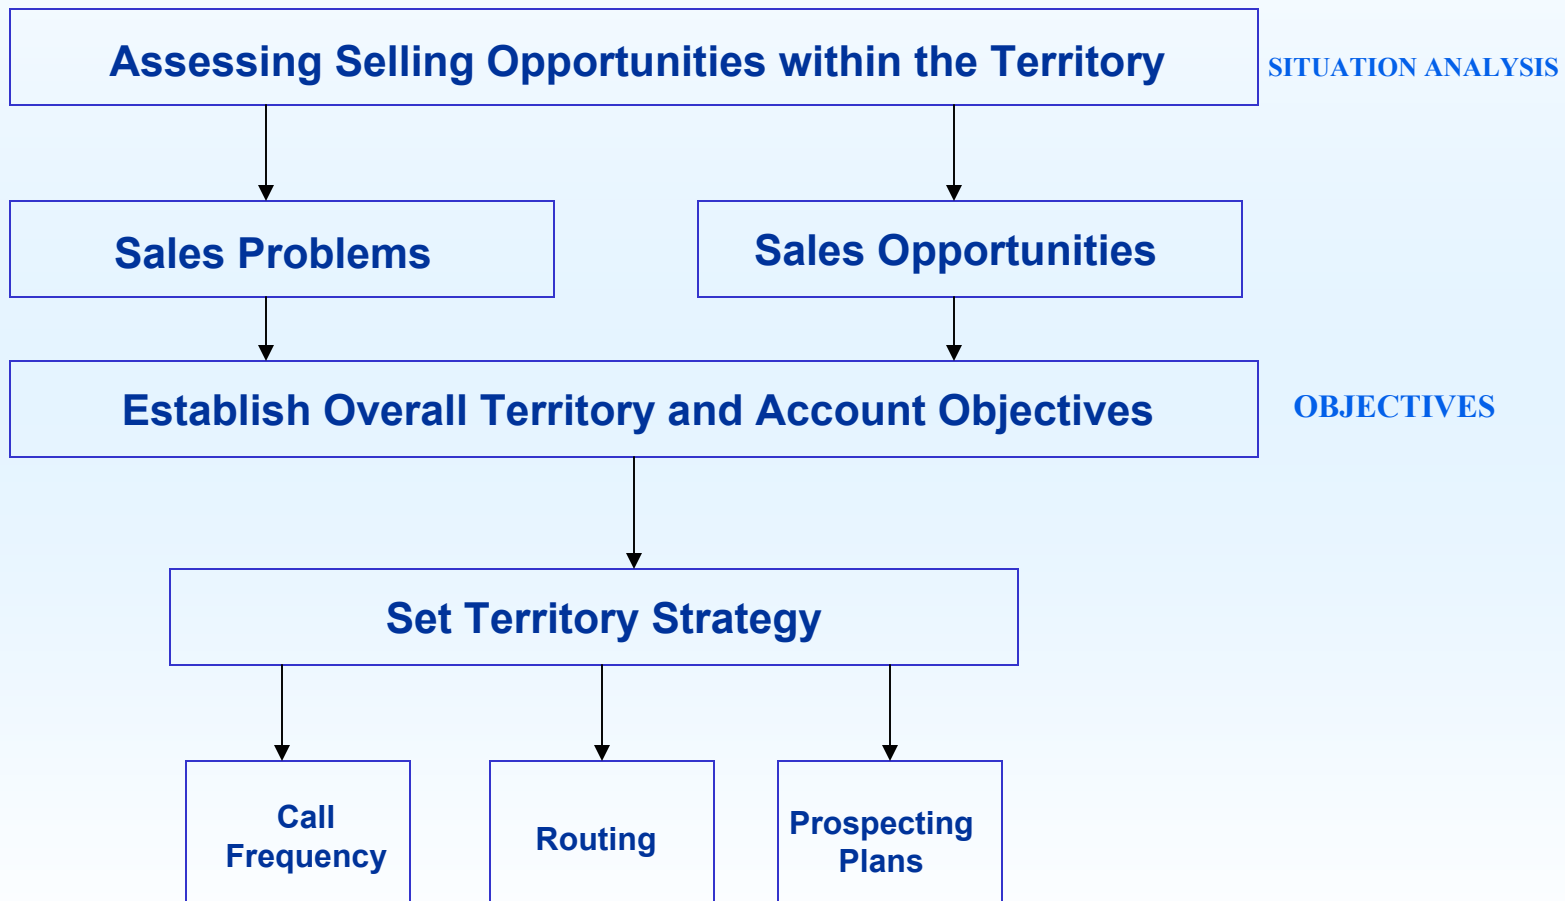 Assessing Selling Opportunities within the Territory
SITUATION ANALYSIS
Sales Problems
Sales Opportunities
Establish Overall Territory and Account Objectives
OBJECTIVES
Set Territory Strategy
Call
Frequency
Routing
Prospecting
Plans